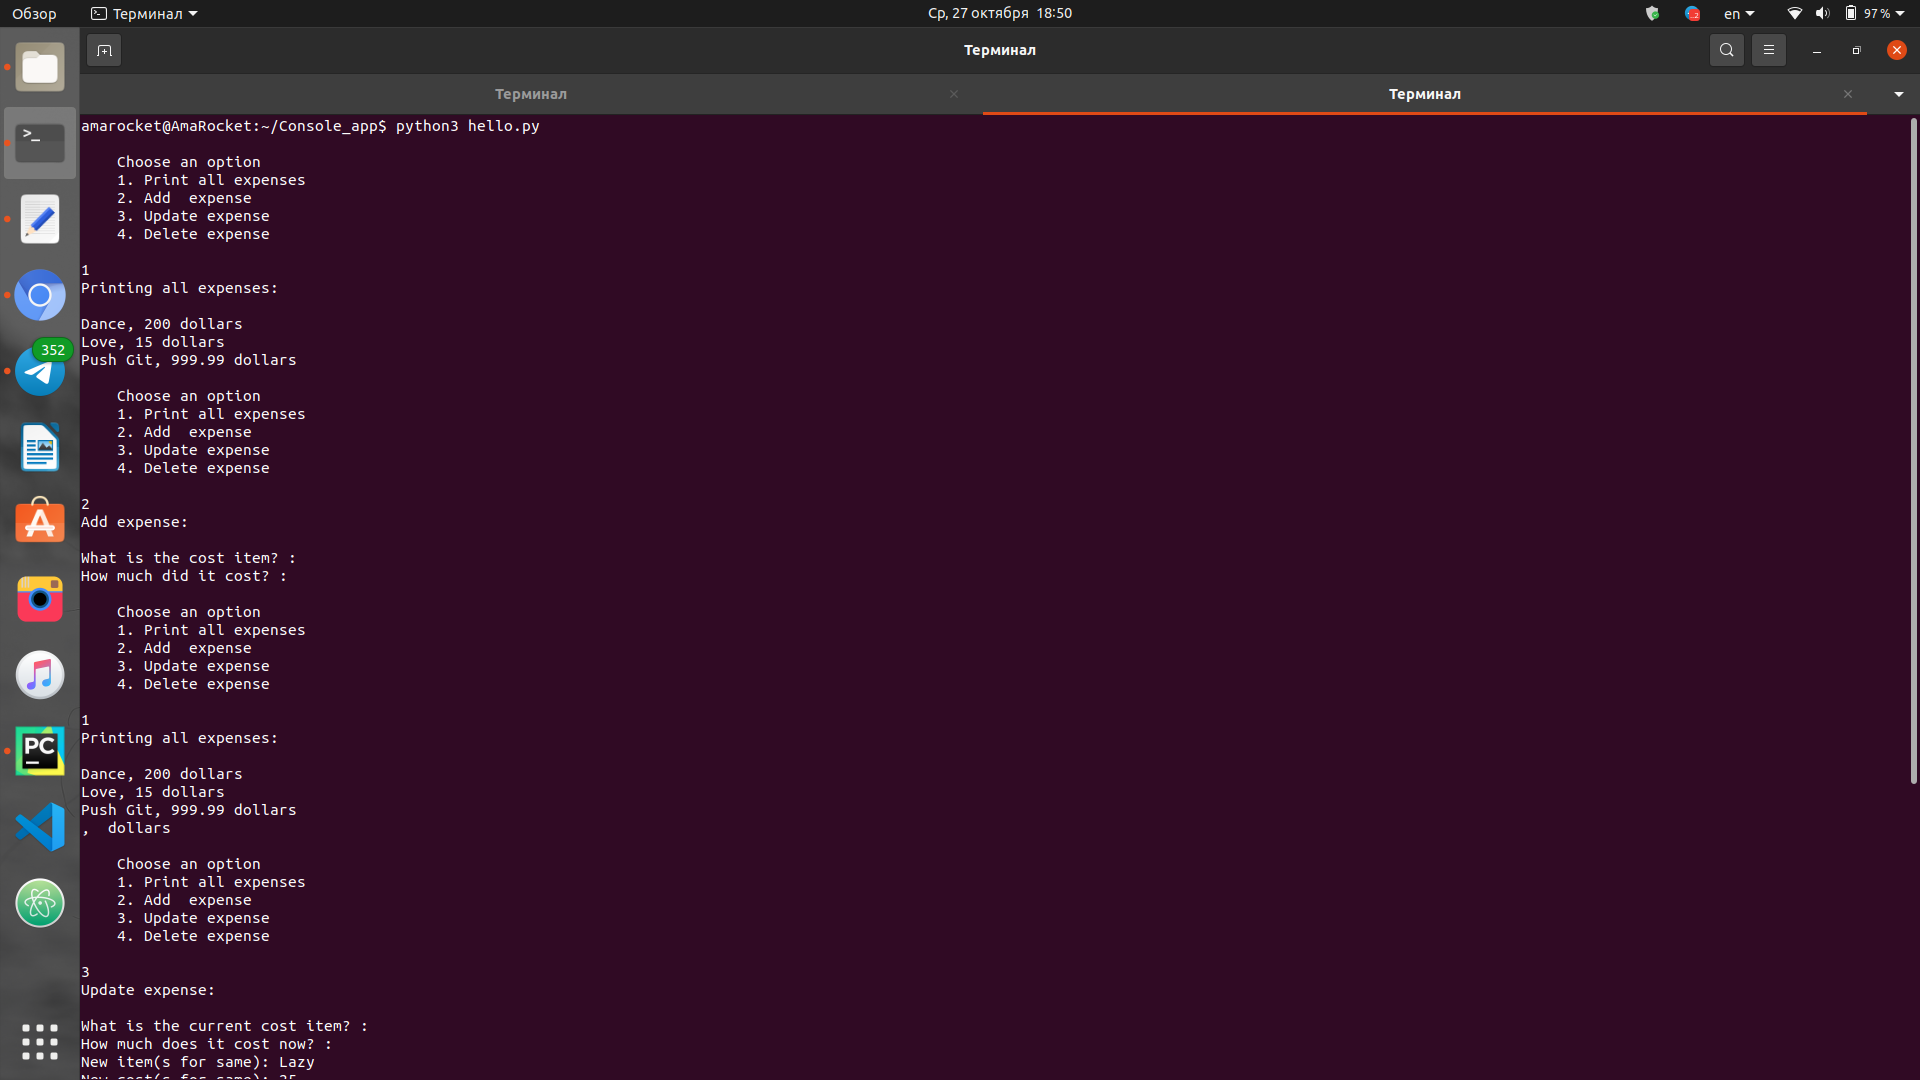 Обзор
Терминал
Ср, 27 октября 18:50
en
97 %
Терминал
Терминал
Терминал
amarocket@AmaRocket:~/Console_app$ python3 hello.py
Choose an option
1. Print all expenses
2. Add  expense
3. Update expense
4. Delete expense
1
Printing all expenses:
Dance, 200 dollars
Love, 15 dollars
Push Git, 999.99 dollars
Choose an option
1. Print all expenses
2. Add  expense
3. Update expense
4. Delete expense
2
Add expense:
What is the cost item? :
How much did it cost? :
Choose an option
1. Print all expenses
2. Add  expense
3. Update expense
4. Delete expense
1
Printing all expenses:
Dance, 200 dollars
Love, 15 dollars
Push Git, 999.99 dollars
,  dollars
Choose an option
1. Print all expenses
2. Add  expense
3. Update expense
4. Delete expense
3
Update expense:
What is the current cost item? :
How much does it cost now? :
New item(s for same): Lazy
New cost(s for same): 25
352
PC